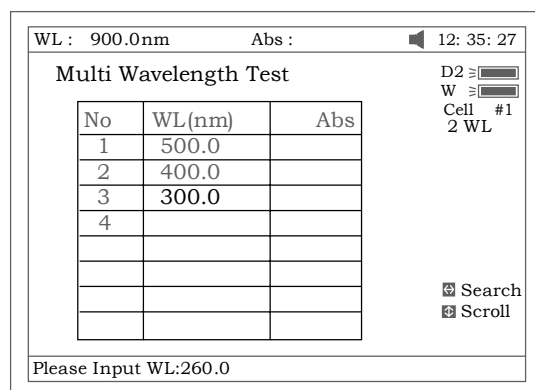 WL : 900.0nm Abs : 12: 35: 27
Multi Wavelength Test
D2
W
Cell #1
2 WL
No WL(nm) Abs
1 500.0
2 400.0
3 300.0
4
Search
Scroll
Please Input WL:260.0